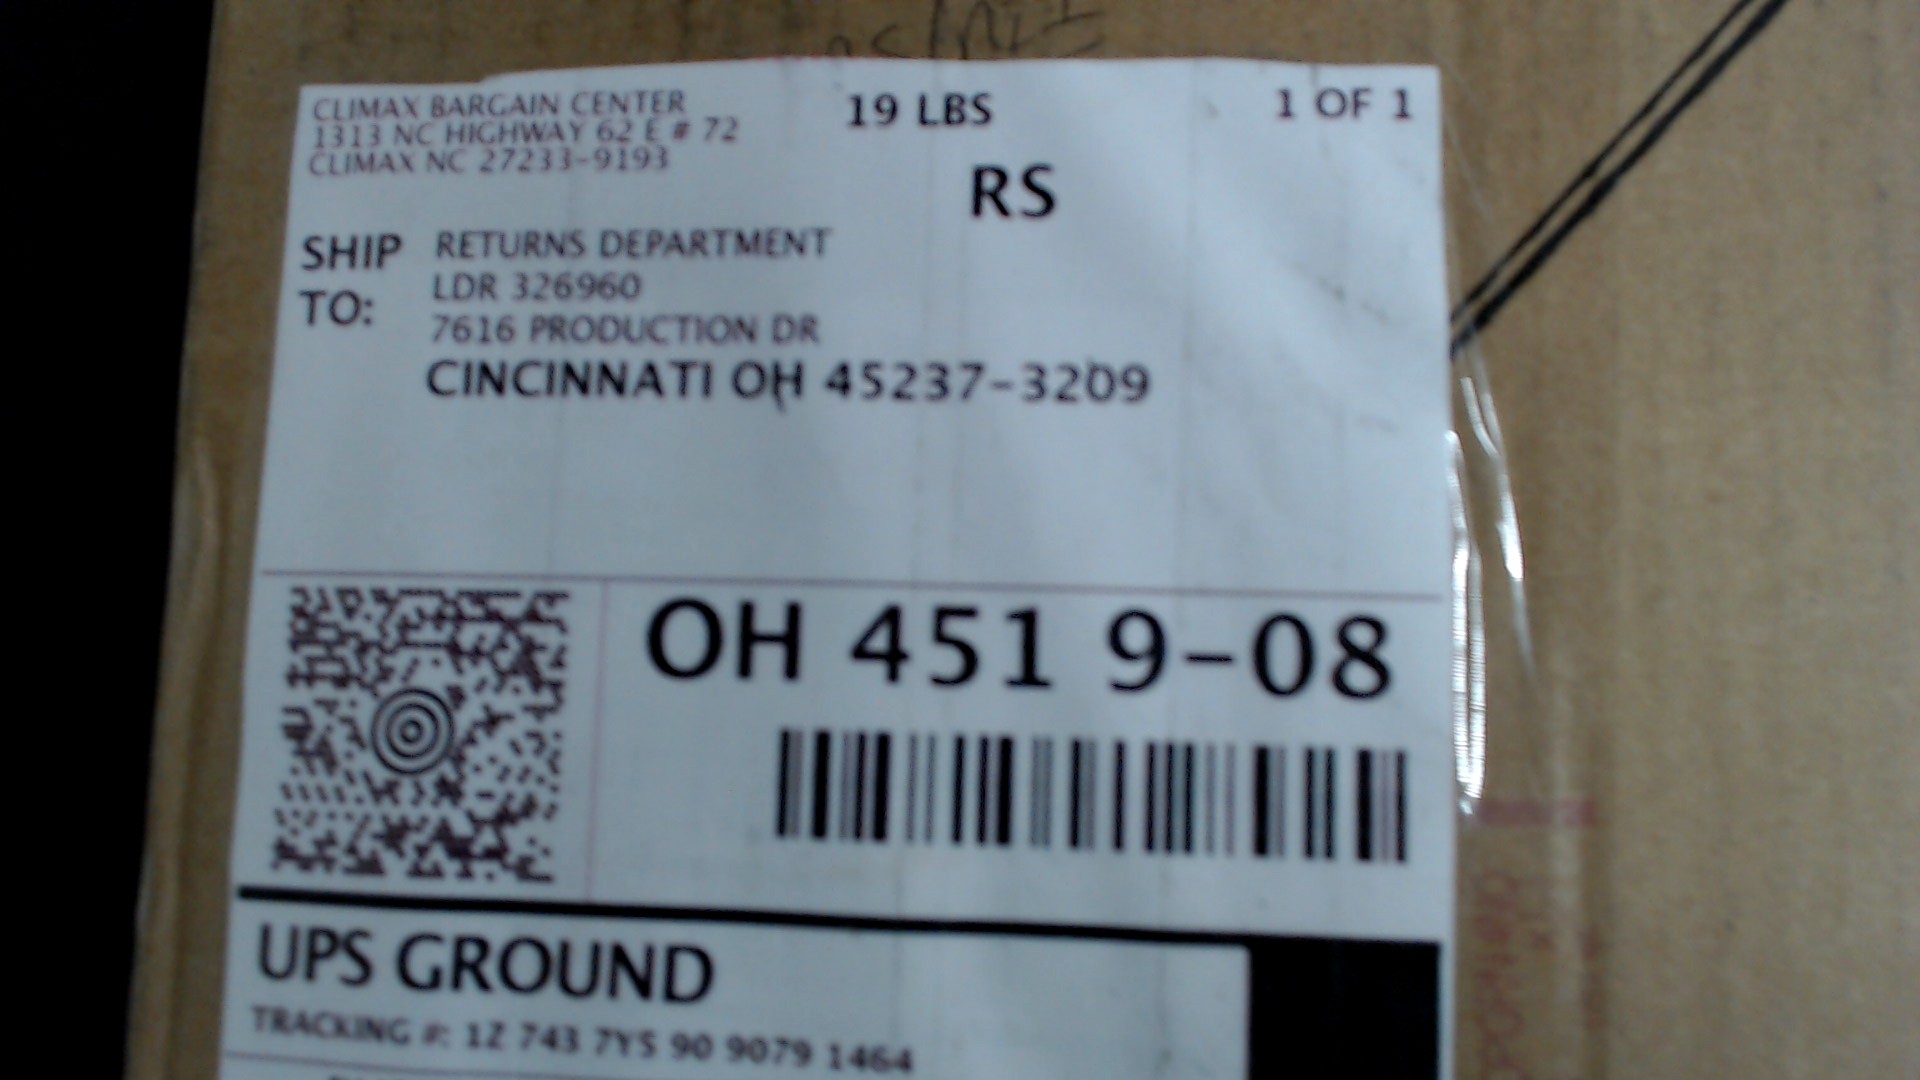 CLIMAX BARGAIN CENTER
1313 NC HIGHWAY 62 E # 72
CLIMAX NC 27233-9193
19 LBS
1 OF 1
RS
SHIP TO:
RETURNS DEPARTMENT
LDR 326960
7616 PRODUCTION DR
CINCINNATI OH 45237-3209
OH 451 9-08
UPS GROUND
TRACKING #: 1Z 743 7Y5 90 9079 1464